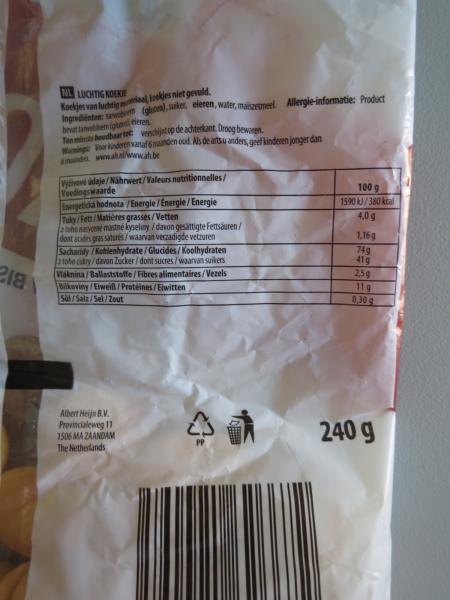 NL LUCHTIG KOEKJE
Koekjes van luchtig materiaal, koekjes niet gevuld.
Ingrediënten: tarwebloem (gluten), suiker, eieren, water, maïszetmeel. Allergie-informatie: Product
bevat tarwebloem (gluten), eieren.
Ten minste houdbaar tot: verschijnt op de achterkant. Droog bewaren.
Warnings: Voor kinderen vanaf 6 maanden oud. Als de arts u anders, geef kinderen jonger dan
6 maanden www.ah.nl/www.ah.be
Výživové údaje / Nährwert / Valeurs nutritionnelles /
Voedingswaarde 100 g
Energetická hodnota / Energie / Énergie / Energie 1590 kJ / 380 kcal
Tuky / Fett / Matières grasses / Vetten 4,0 g
z toho nasycené mastné kyseliny / davon gesättigte Fettsäuren /
dont acides gras saturés / waarvan verzadigde vetzuren 1,16 g
Sacharidy / Kohlenhydrate / Glucides / Koolhydraten 74 g
z toho cukry / davon Zucker / dont sucres / waarvan suikers 41 g
Vláknina / Ballaststoffe / Fibres alimentaires / Vezels 2,5 g
Bílkoviny / Eiweiß / Protéines / Eiwitten 11 g
Sůl / Salz / Sel / Zout 0,30 g
Albert Heijn B.V.
Provincialeweg 11
1506 MA ZAANDAM
The Netherlands
PP
240 g